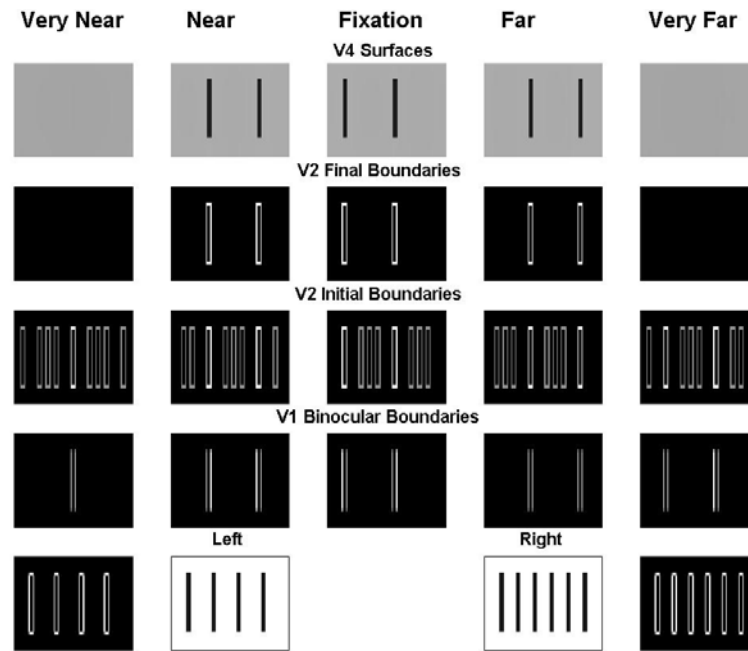 Very Near Near Fixation Far Very Far
V4 Surfaces
V2 Final Boundaries
V2 Initial Boundaries
V1 Binocular Boundaries
Left Right